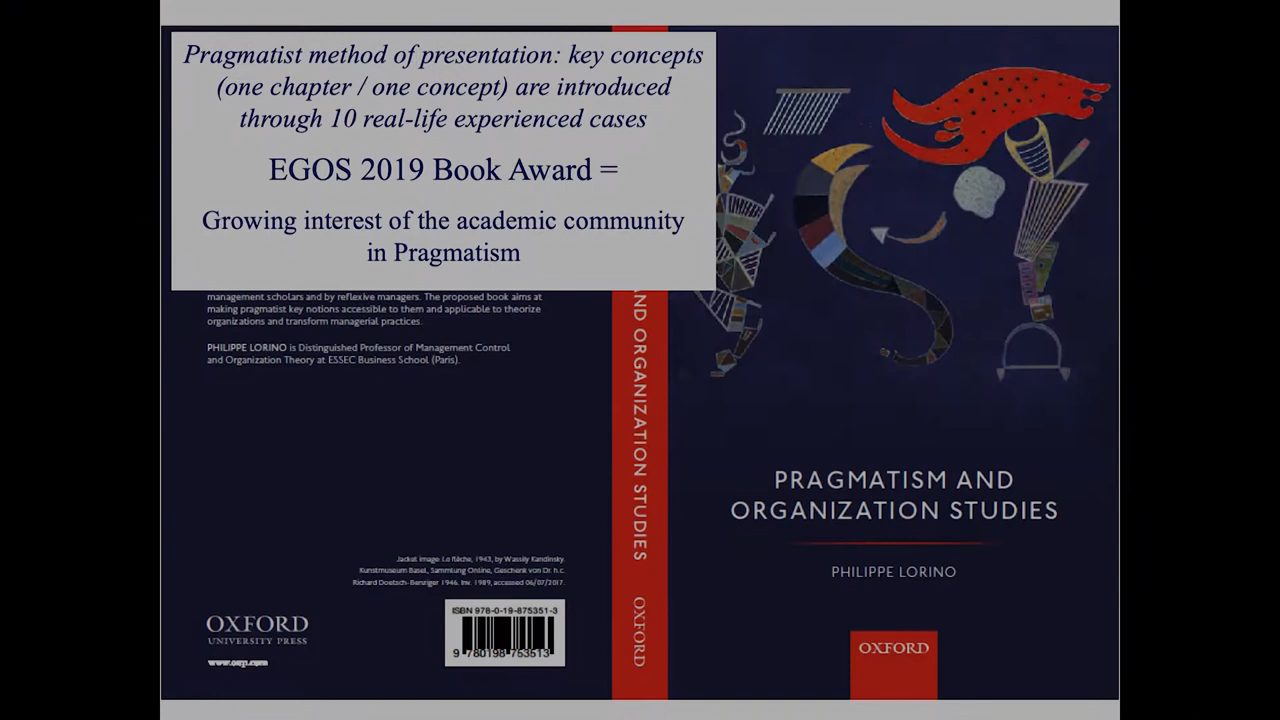 Pragmatist method of presentation: key concepts
(one chapter / one concept) are introduced
through 10 real-life experienced cases
EGOS 2019 Book Award =
Growing interest of the academic community
in Pragmatism
management scholars and by reflexive managers. The proposed book aims at
making pragmatist key notions accessible to them and applicable to theorize
organizations and transform managerial practices.
PHILIPPE LORINO is Distinguished Professor of Management Control
and Organization Theory at ESSEC Business School (Paris).
Jacket image: La flèche, 1943, by Wassily Kandinsky.
Kunstmuseum Basel, Sammlung Online, Geschenk von Dr. h.c.
Richard Doetsch-Benziger 1946. Inv. 1989, accessed 06/07/2017.
OXFORD
UNIVERSITY PRESS
www.oup.com
ISBN 978-0-19-875351-3
9 780198 753513
AND ORGANIZATION STUDIES
OXFORD
PRAGMATISM AND
ORGANIZATION STUDIES
PHILIPPE LORINO
OXFORD